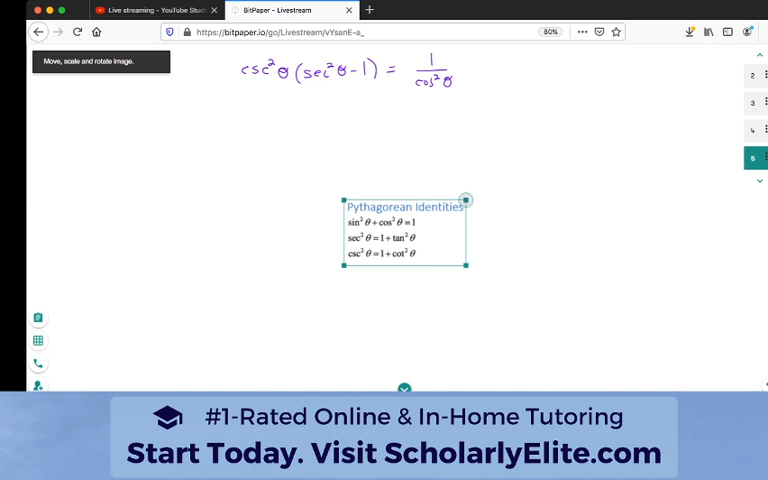 Live streaming - YouTube Stud
BitPaper - Livestream
https://bitpaper.io/go/Livestream/vYsanE-a_
80%
Move, scale and rotate image.
csc²θ(sec²θ-1) = 1/cos²θ
2
3
4
5
Pythagorean Identities
sin²θ+cos²θ=1
sec²θ=1+tan²θ
csc²θ=1+cot²θ
#1-Rated Online & In-Home Tutoring
Start Today. Visit ScholarlyElite.com